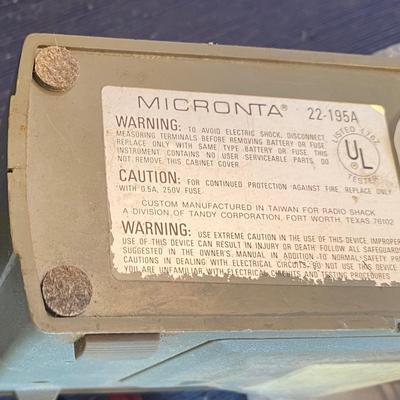 MICRONTA® 22-195A
WARNING: TO AVOID ELECTRIC SHOCK, DISCONNECT
MEASURING TERMINALS BEFORE REMOVING BATTERY OR FUSE.
REPLACE ONLY WITH SAME TYPE BATTERY OR FUSE. THIS
INSTRUMENT CONTAINS NO USER SERVICEABLE PARTS, DO
NOT REMOVE THIS CABINET COVER.
LISTED 1767
UL
TESTER
CAUTION: FOR CONTINUED PROTECTION AGAINST FIRE, REPLACE ONLY
WITH 0.5A, 250V. FUSE.
CUSTOM MANUFACTURED IN TAIWAN FOR RADIO SHACK
A DIVISION OF TANDY CORPORATION, FORT WORTH, TEXAS 76102
WARNING: USE EXTREME CAUTION IN THE USE OF THIS DEVICE, IMPROPER
USE OF THIS DEVICE CAN RESULT IN INJURY OR DEATH. FOLLOW ALL SAFEGUARDS
SUGGESTED IN THE OWNER'S MANUAL IN ADDITION TO NORMAL SAFETY
CAUTIONS IN DEALING WITH ELECTRICAL CIRCUITS. DO NOT USE THIS
YOU ARE UNFAMILIAR WITH ELECTRICAL CIRCUITS AND TESTING PROCEDURES